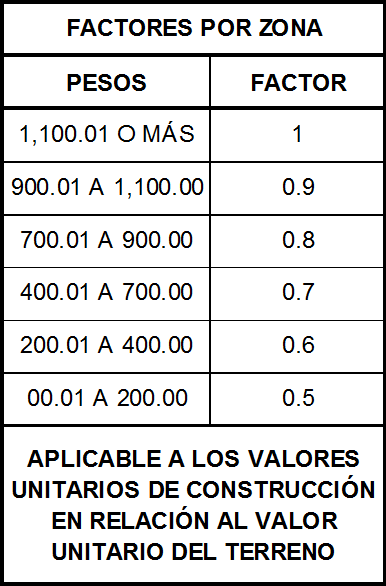 FACTORES POR ZONA
PESOS FACTOR
1,100.01 O MÁS 1
900.01 A 1,100.00 0.9
700.01 A 900.00 0.8
400.01 A 700.00 0.7
200.01 A 400.00 0.6
00.01 A 200.00 0.5
APLICABLE A LOS VALORES
UNITARIOS DE CONSTRUCCIÓN
EN RELACIÓN AL VALOR
UNITARIO DEL TERRENO